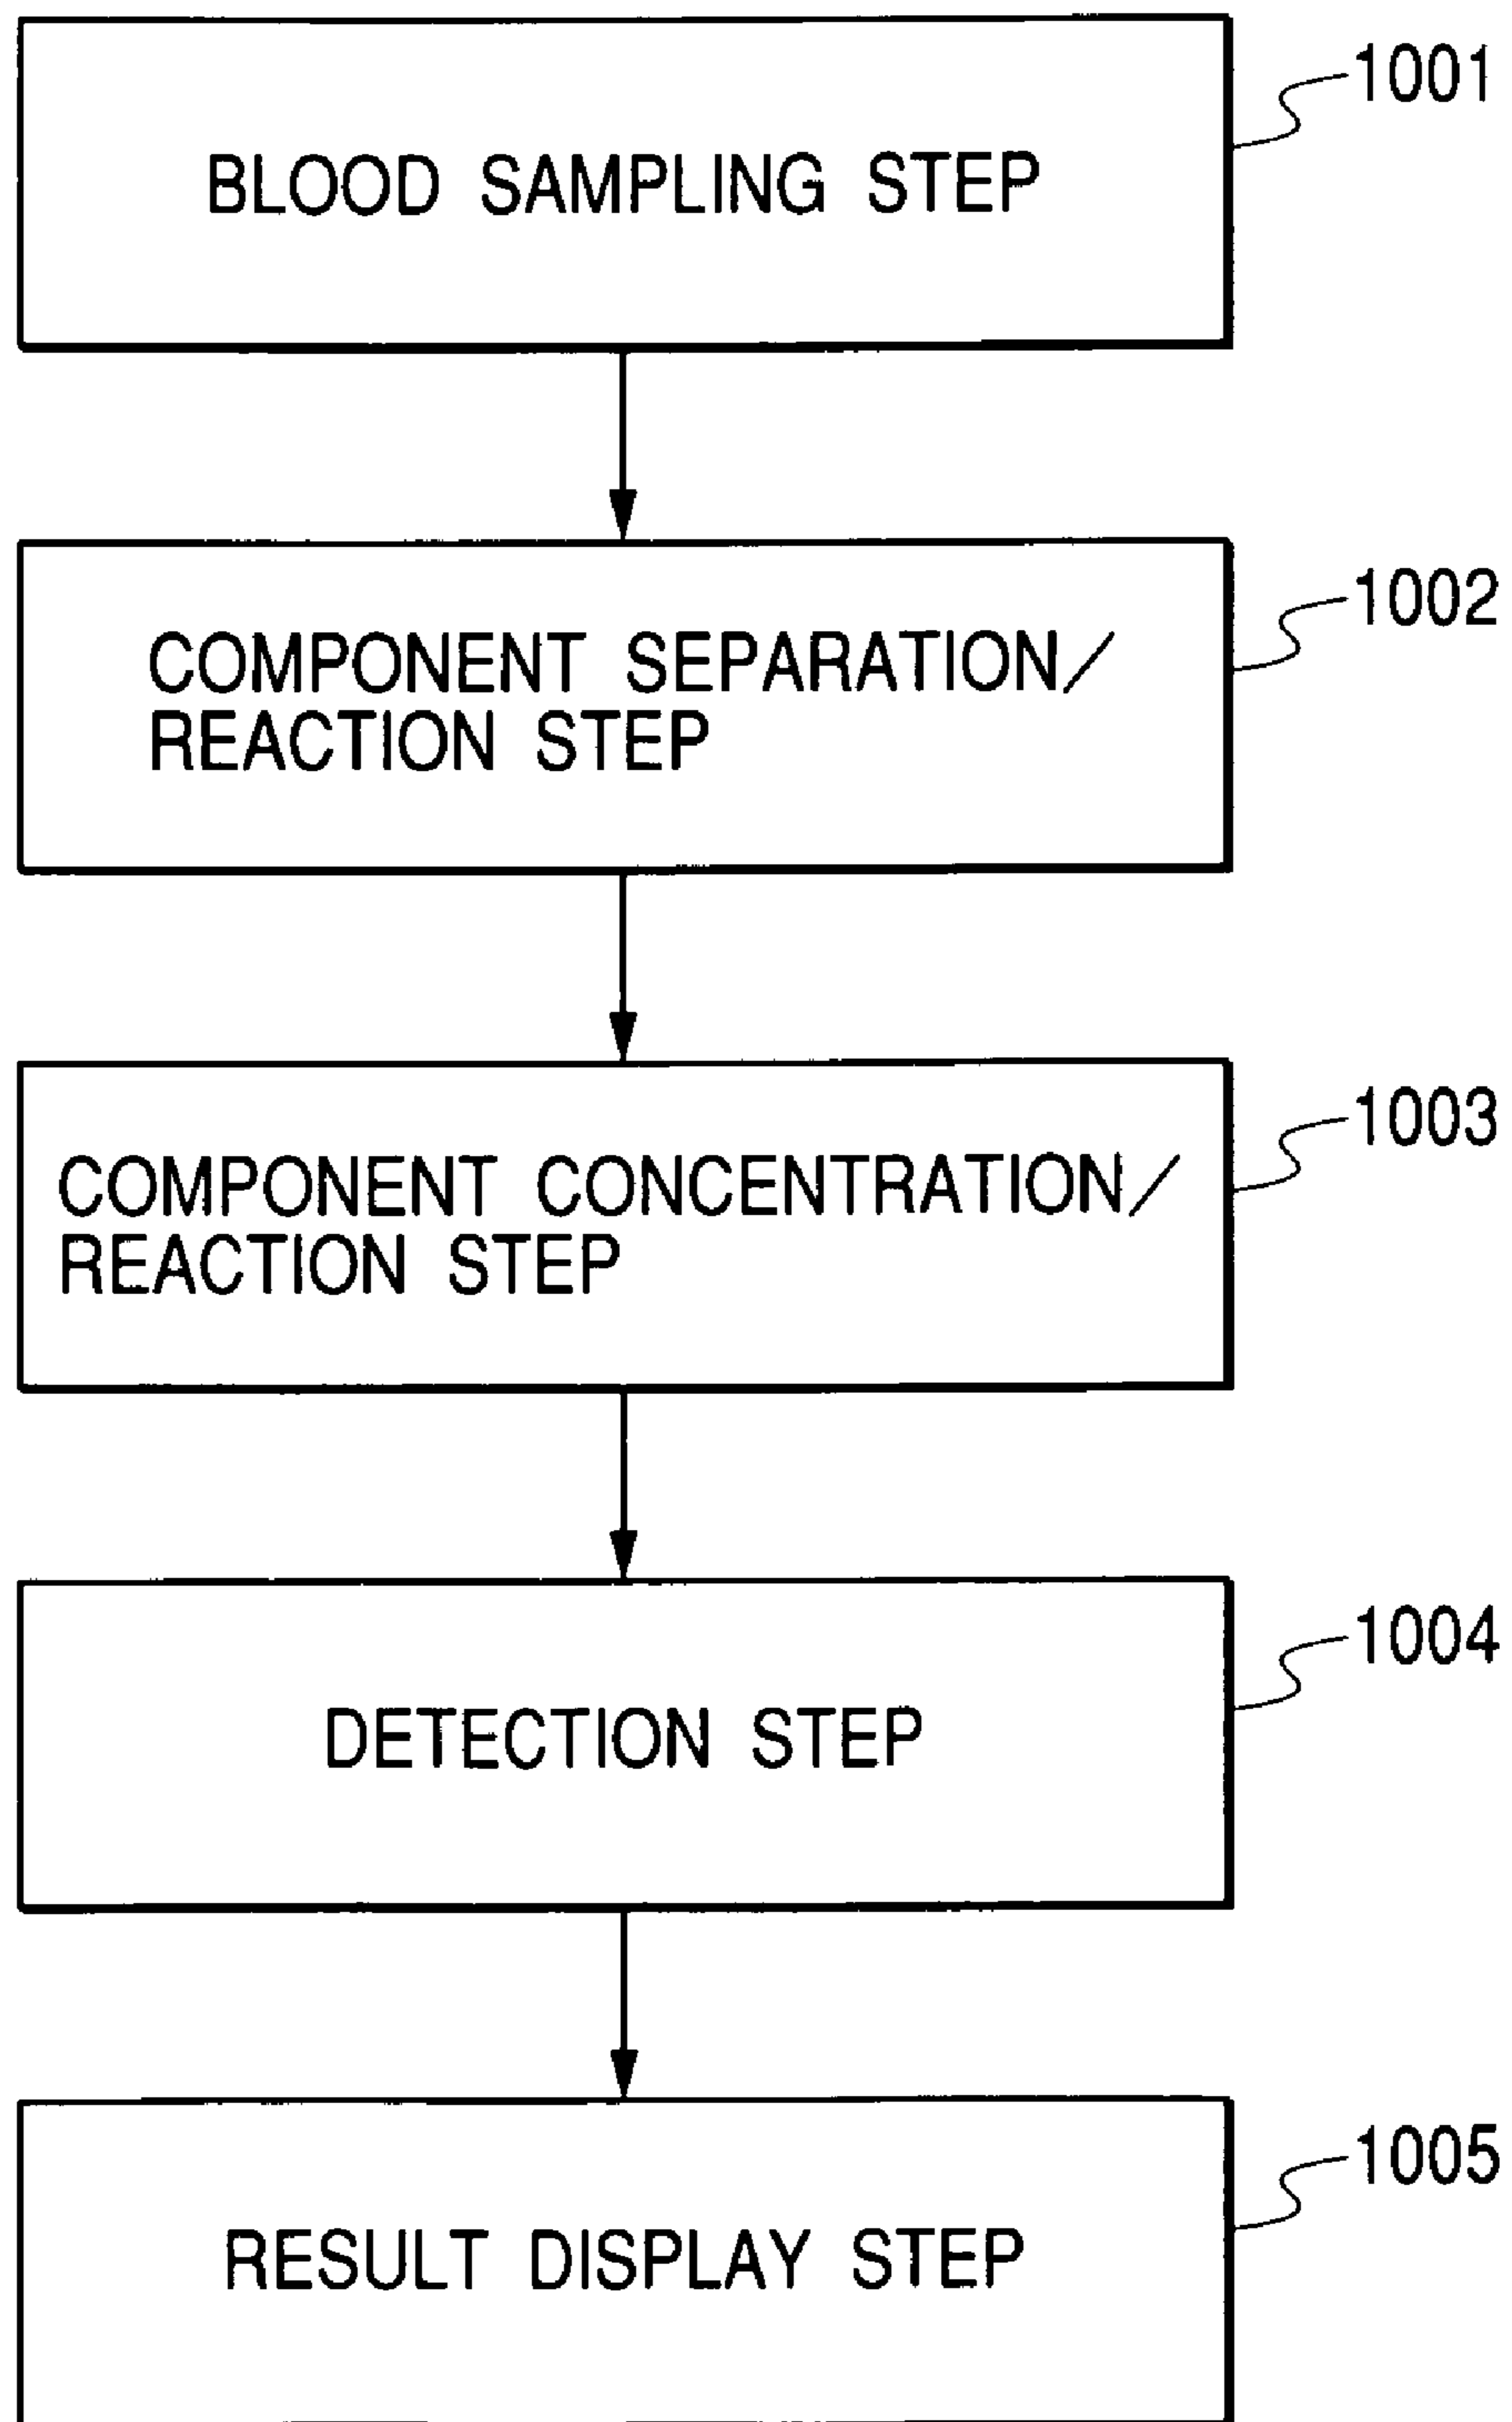 1001
BLOOD SAMPLING STEP
1002
COMPONENT SEPARATION/
REACTION STEP
1003
COMPONENT CONCENTRATION/
REACTION STEP
1004
DETECTION STEP
1005
RESULT DISPLAY STEP